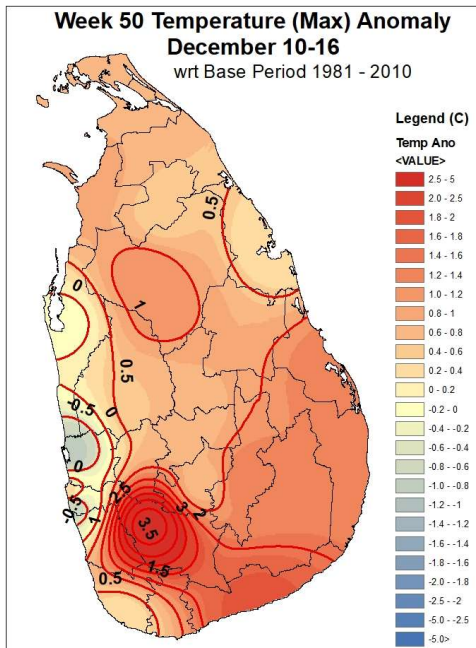 Week 50 Temperature (Max) Anomaly
December 10-16
wrt Base Period 1981 - 2010
Legend (C)
Temp Ano
<VALUE>
2.5 - 5
2.0 - 2.5
1.8 - 2
1.6 - 1.8
1.4 - 1.6
1.2 - 1.4
1.0 - 1.2
0.8 - 1
0.6 - 0.8
0.4 - 0.6
0.2 - 0.4
0 - 0.2
-0.2 - 0
-0.4 - -0.2
-0.6 - -0.4
-0.8 - -0.6
-1.0 - -0.8
-1.2 - -1
-1.4 - -1.2
-1.6 - -1.4
-1.8 - -1.6
-2.0 - -1.8
-2.5 - -2
-5.0 - -2.5
-5.0>
0.5
0
1
0.5
-0.5
0
0
2.5
3
2
-0.5
1
3.5
1.5
0.5